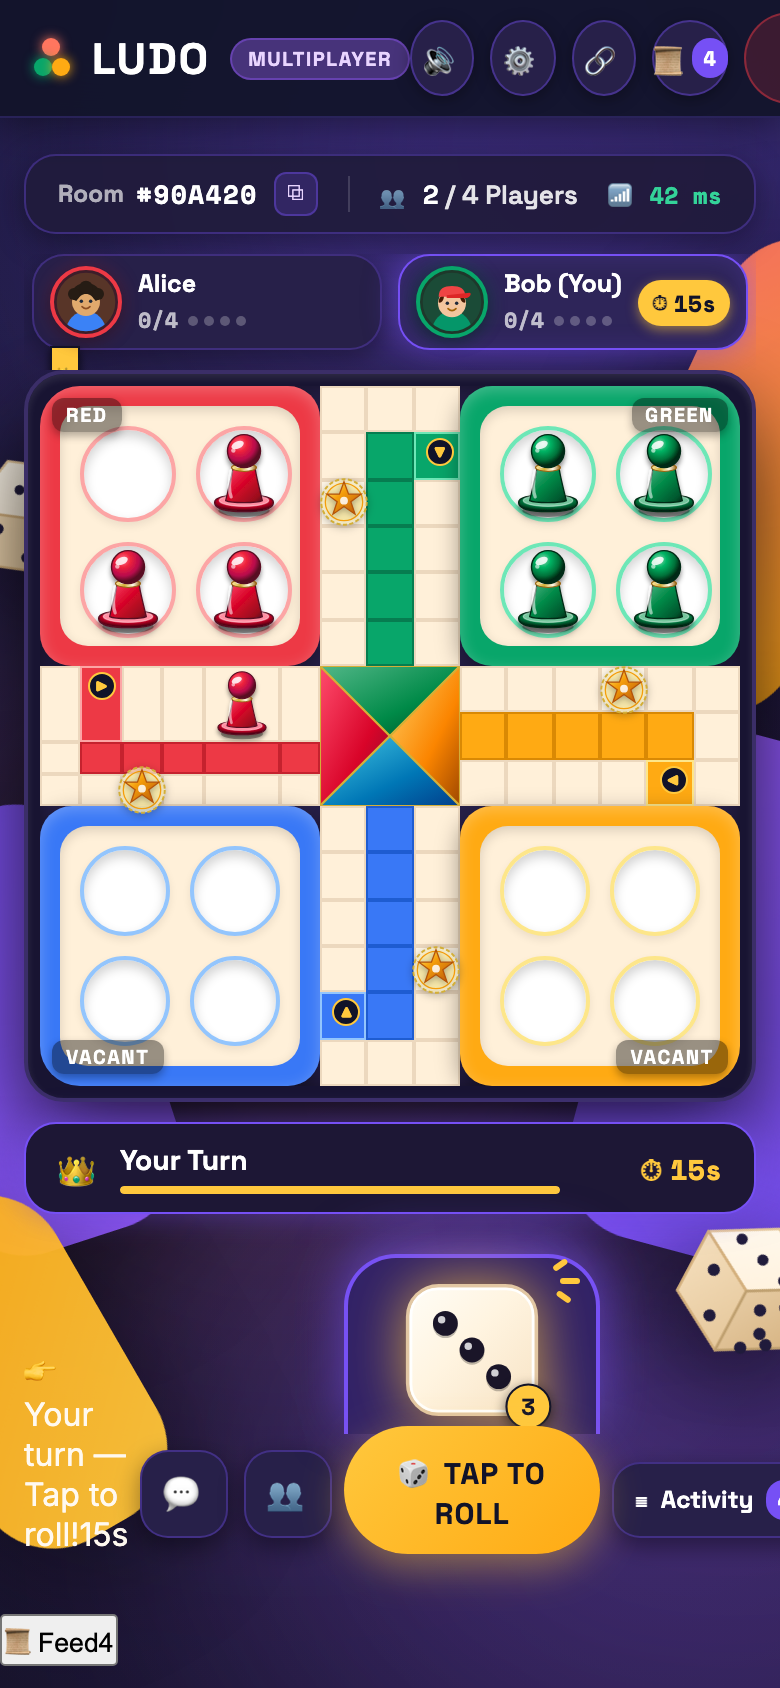 LUDO MULTIPLAYER 4
Room #90A420 2 / 4 Players 42 ms
Alice
0/4
Bob (You)
0/4
15s
RED
GREEN
VACANT
VACANT
Your Turn
15s
3
👉
Your
turn —
Tap to
roll!15s
TAP TO
ROLL
Activity
Feed4